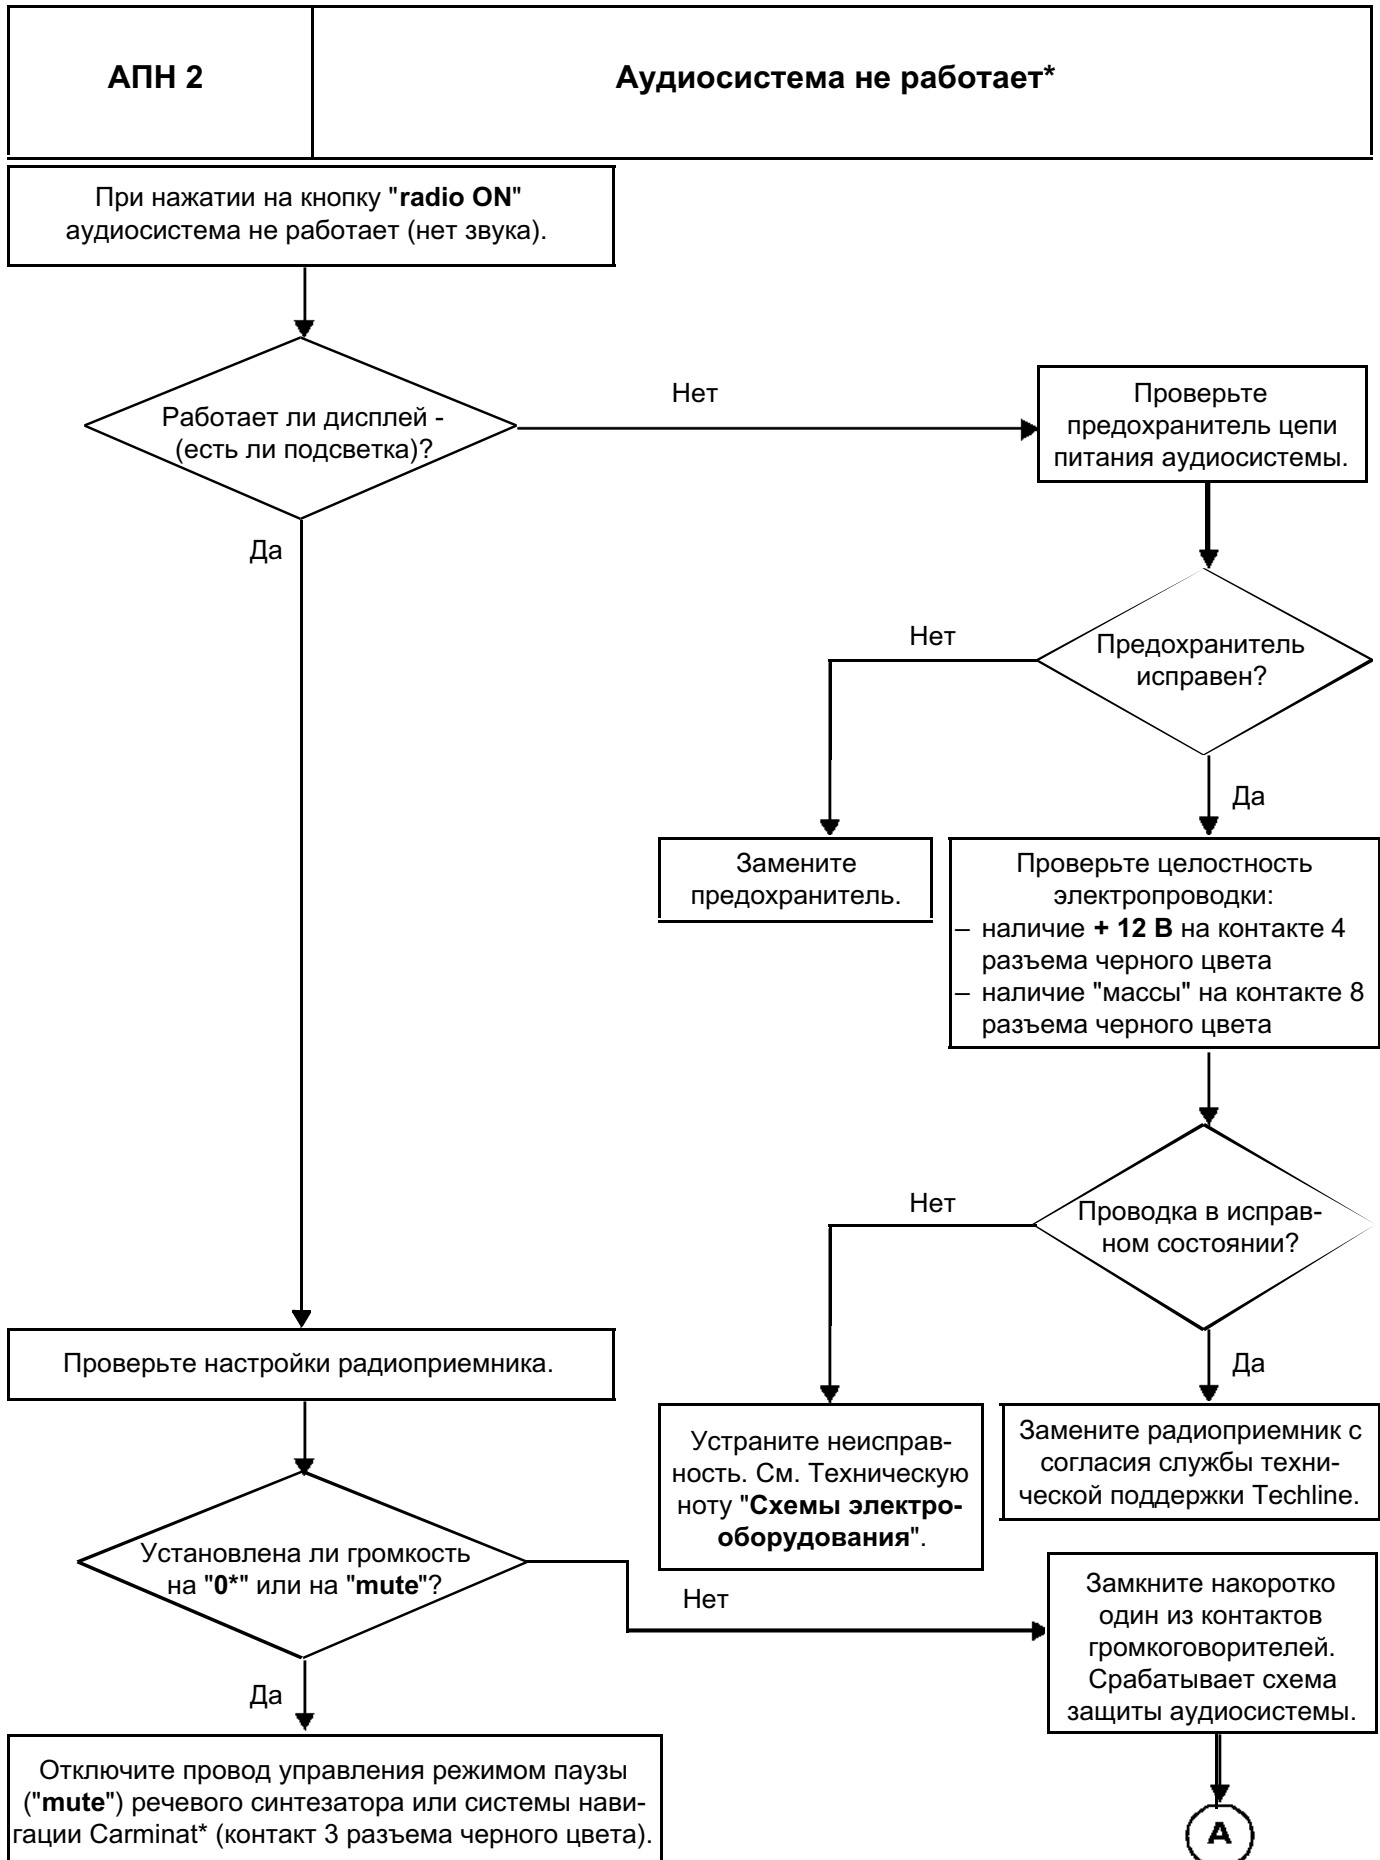 АПН 2
Аудиосистема не работает*
При нажатии на кнопку "radio ON"
аудиосистема не работает (нет звука).
Работает ли дисплей -
(есть ли подсветка)?
Нет
Проверьте
предохранитель цепи
питания аудиосистемы.
Да
Нет
Предохранитель
исправен?
Да
Замените
предохранитель.
Проверьте целостность
электропроводки:
– наличие + 12 В на контакте 4
разъема черного цвета
– наличие "массы" на контакте 8
разъема черного цвета
Нет
Проводка в исправ-
ном состоянии?
Да
Проверьте настройки радиоприемника.
Устраните неисправ-
ность. См. Техническую
ноту "Схемы электро-
оборудования".
Замените радиоприемник с
согласия службы техни-
ческой поддержки Techline.
Установлена ли громкость
на "0*" или на "mute"?
Нет
Замкните накоротко
один из контактов
громкоговорителей.
Срабатывает схема
защиты аудиосистемы.
Да
Отключите провод управления режимом паузы
("mute") речевого синтезатора или системы нави-
гации Carminat* (контакт 3 разъема черного цвета).
A